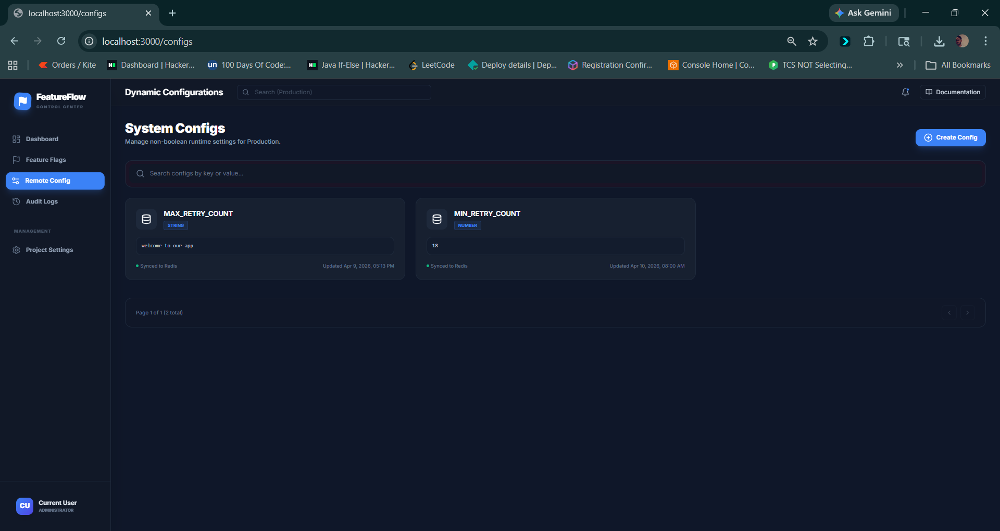 localhost:3000/configs
Ask Gemini
localhost:3000/configs
Orders / Kite
Dashboard | Hacker...
un 100 Days Of Code:...
Java If-Else | Hacker...
LeetCode
Deploy details | Dep...
Registration Confir...
Console Home | Co...
TCS NQT Selecting...
All Bookmarks
FeatureFlow
CONTROL CENTER
Dynamic Configurations
Search (Production)
Documentation
Dashboard
Feature Flags
Remote Config
Audit Logs
MANAGEMENT
Project Settings
System Configs
Manage non-boolean runtime settings for Production.
Create Config
Search configs by key or value...
MAX_RETRY_COUNT
STRING
welcome to our app
Synced to Redis
Updated Apr 9, 2026, 05:13 PM
MIN_RETRY_COUNT
NUMBER
18
Synced to Redis
Updated Apr 10, 2026, 08:00 AM
Page 1 of 1 (2 total)
CU
Current User
ADMINISTRATOR